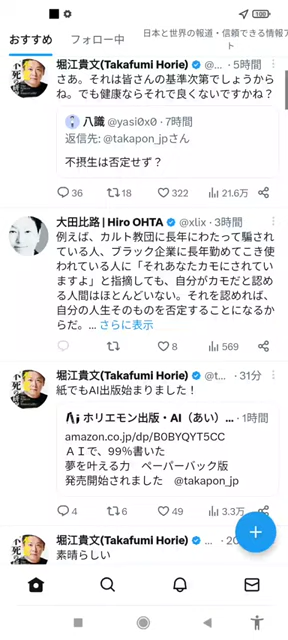 100
おすすめ
フォロー中
日本と世界の報道・信頼できる情報ア
ト
堀江貴文(Takafumi Horie) @... ・5時間
さあ。それは皆さんの基準次第でしょうから
ね。でも健康ならそれで良くないですかね？
八識 @yasi0x0・7時間
返信先: @takapon_jpさん
不摂生は否定せず？
36 18 322 21.6万
大田比路 | Hiro OHTA @xlix・3時間
例えば、カルト教団に長年にわたって騙され
ている人、ブラック企業に長年勤めてこき使
われている人に「それあなたカモにされてい
ますよ」と指摘しても、自分がカモだと認め
る人間はほとんどいない。それを認めれば、
自分の人生そのものを否定することになるか
らだ。... さらに表示
8 569
堀江貴文(Takafumi Horie) @t... ・31分
紙でもAI出版始まりました！
ホリエモン出版・AI（あい）... ・1時間
amazon.co.jp/dp/B0BYQYT5CC
ＡＩで、99％書いた
夢を叶える力　ペーパーバック版
発売開始されました　@takapon_jp
4 6 49 3.3万
堀江貴文(Takafumi Horie) ... ・20
素晴らしい